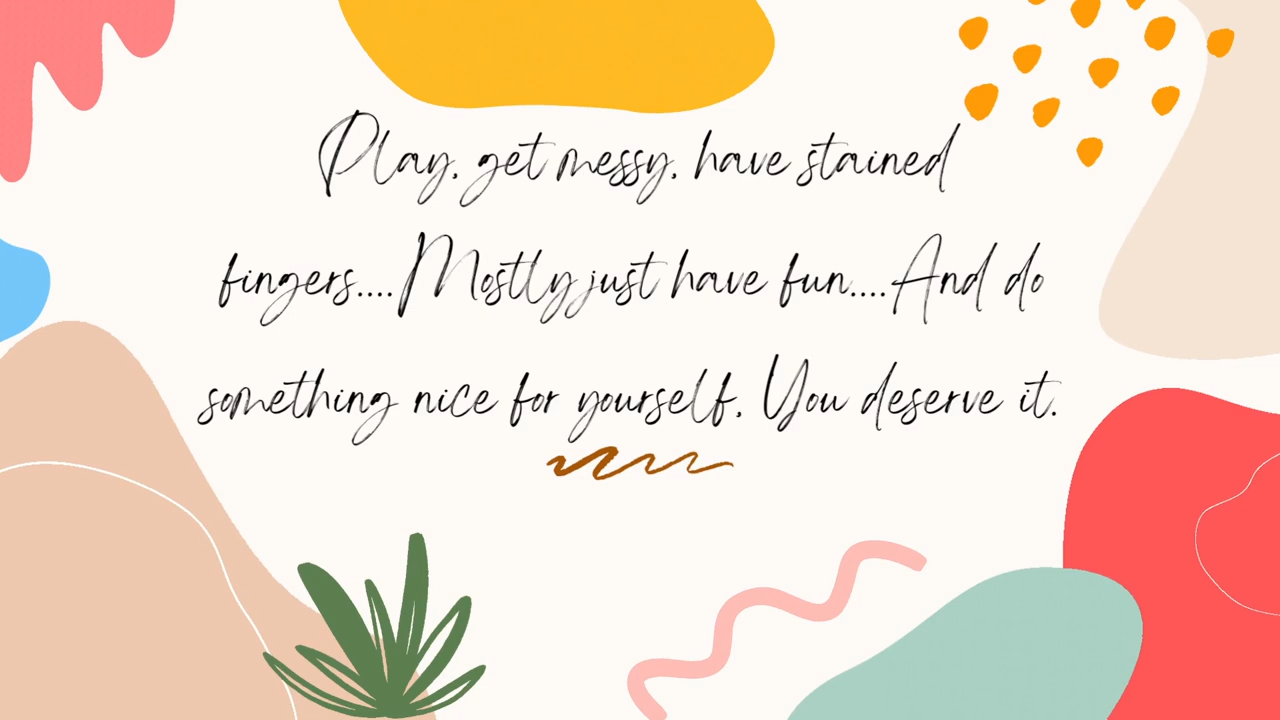 Play, get messy, have stained
fingers....Mostly just have fun....And do
something nice for yourself. You deserve it.